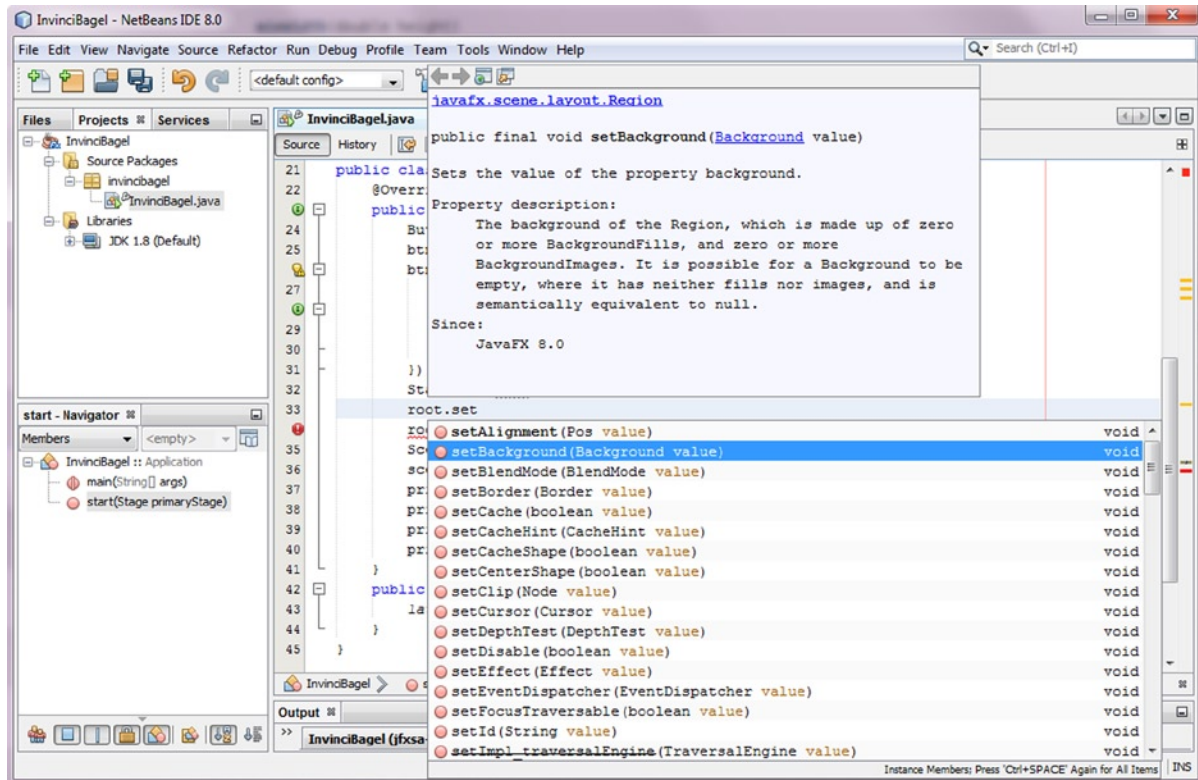 InvinciBagel - NetBeans IDE 8.0
File Edit View Navigate Source Refactor Run Debug Profile Team Tools Window Help
Search (Ctrl+I)
<default config>
Files Projects Services
InvinciBagel
Source Packages
invincibagel
InvinciBagel.java
Libraries
JDK 1.8 (Default)
start - Navigator
Members <empty>
InvinciBagel :: Application
main(String[] args)
start(Stage primaryStage)
InvinciBagel.java
Source History
javafx.scene.layout.Region
public final void setBackground(Background value)
Sets the value of the property background.
Property description:
The background of the Region, which is made up of zero
or more BackgroundFills, and zero or more
BackgroundImages. It is possible for a Background to be
empty, where it has neither fills nor images, and is
semantically equivalent to null.
Since:
JavaFX 8.0
21 public cla
22 @Overr
public
24 Bu
25 bt
bt
27
29
30
31 })
32 St
33 root.set
ro
35 Sc
36 sc
37 pr
38 pr
39 pr
40 pr
41 }
42 public
43 la
44 }
45 }
setAlignment(Pos value) void
setBackground(Background value) void
setBlendMode(BlendMode value) void
setBorder(Border value) void
setCache(boolean value) void
setCacheHint(CacheHint value) void
setCacheShape(boolean value) void
setCenterShape(boolean value) void
setClip(Node value) void
setCursor(Cursor value) void
setDepthTest(DepthTest value) void
setDisable(boolean value) void
setEffect(Effect value) void
setEventDispatcher(EventDispatcher value) void
setFocusTraversable(boolean value) void
setId(String value) void
setImpl_traversalEngine(TraversalEngine value) void
InvinciBagel
Output
InvinciBagel (jfxsa-
Instance Members; Press 'Ctrl+SPACE' Again for All Items
INS